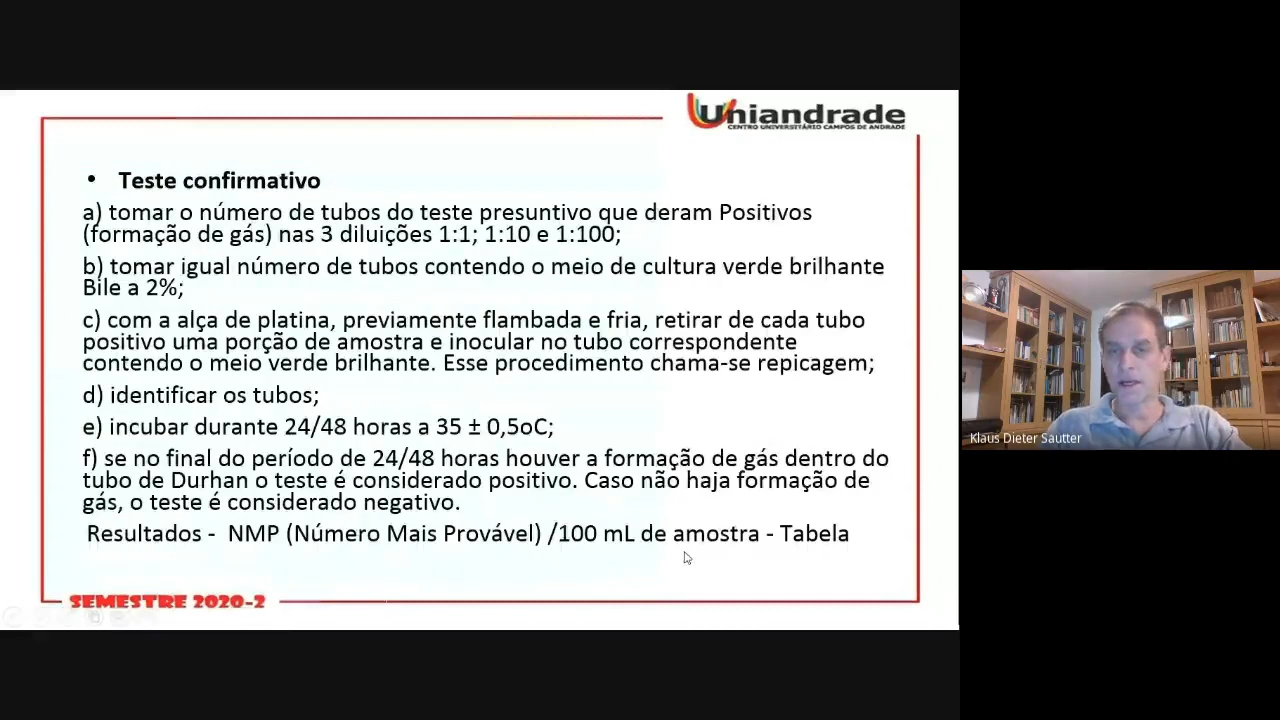 Uniandrade
CENTRO UNIVERSITÁRIO CAMPOS DE ANDRADE
• Teste confirmativo
a) tomar o número de tubos do teste presuntivo que deram Positivos
(formação de gás) nas 3 diluições 1:1; 1:10 e 1:100;
b) tomar igual número de tubos contendo o meio de cultura verde brilhante
Bile a 2%;
c) com a alça de platina, previamente flambada e fria, retirar de cada tubo
positivo uma porção de amostra e inocular no tubo correspondente
contendo o meio verde brilhante. Esse procedimento chama-se repicagem;
d) identificar os tubos;
e) incubar durante 24/48 horas a 35 ± 0,5oC;
f) se no final do período de 24/48 horas houver a formação de gás dentro do
tubo de Durhan o teste é considerado positivo. Caso não haja formação de
gás, o teste é considerado negativo.
Resultados - NMP (Número Mais Provável) /100 mL de amostra - Tabela
SEMESTRE 2020-2
Klaus Dieter Sautter